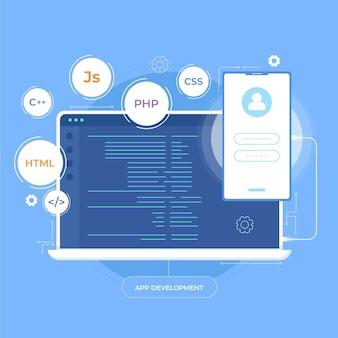 Js
CSS
C++
PHP
HTML
</>
APP DEVELOPMENT